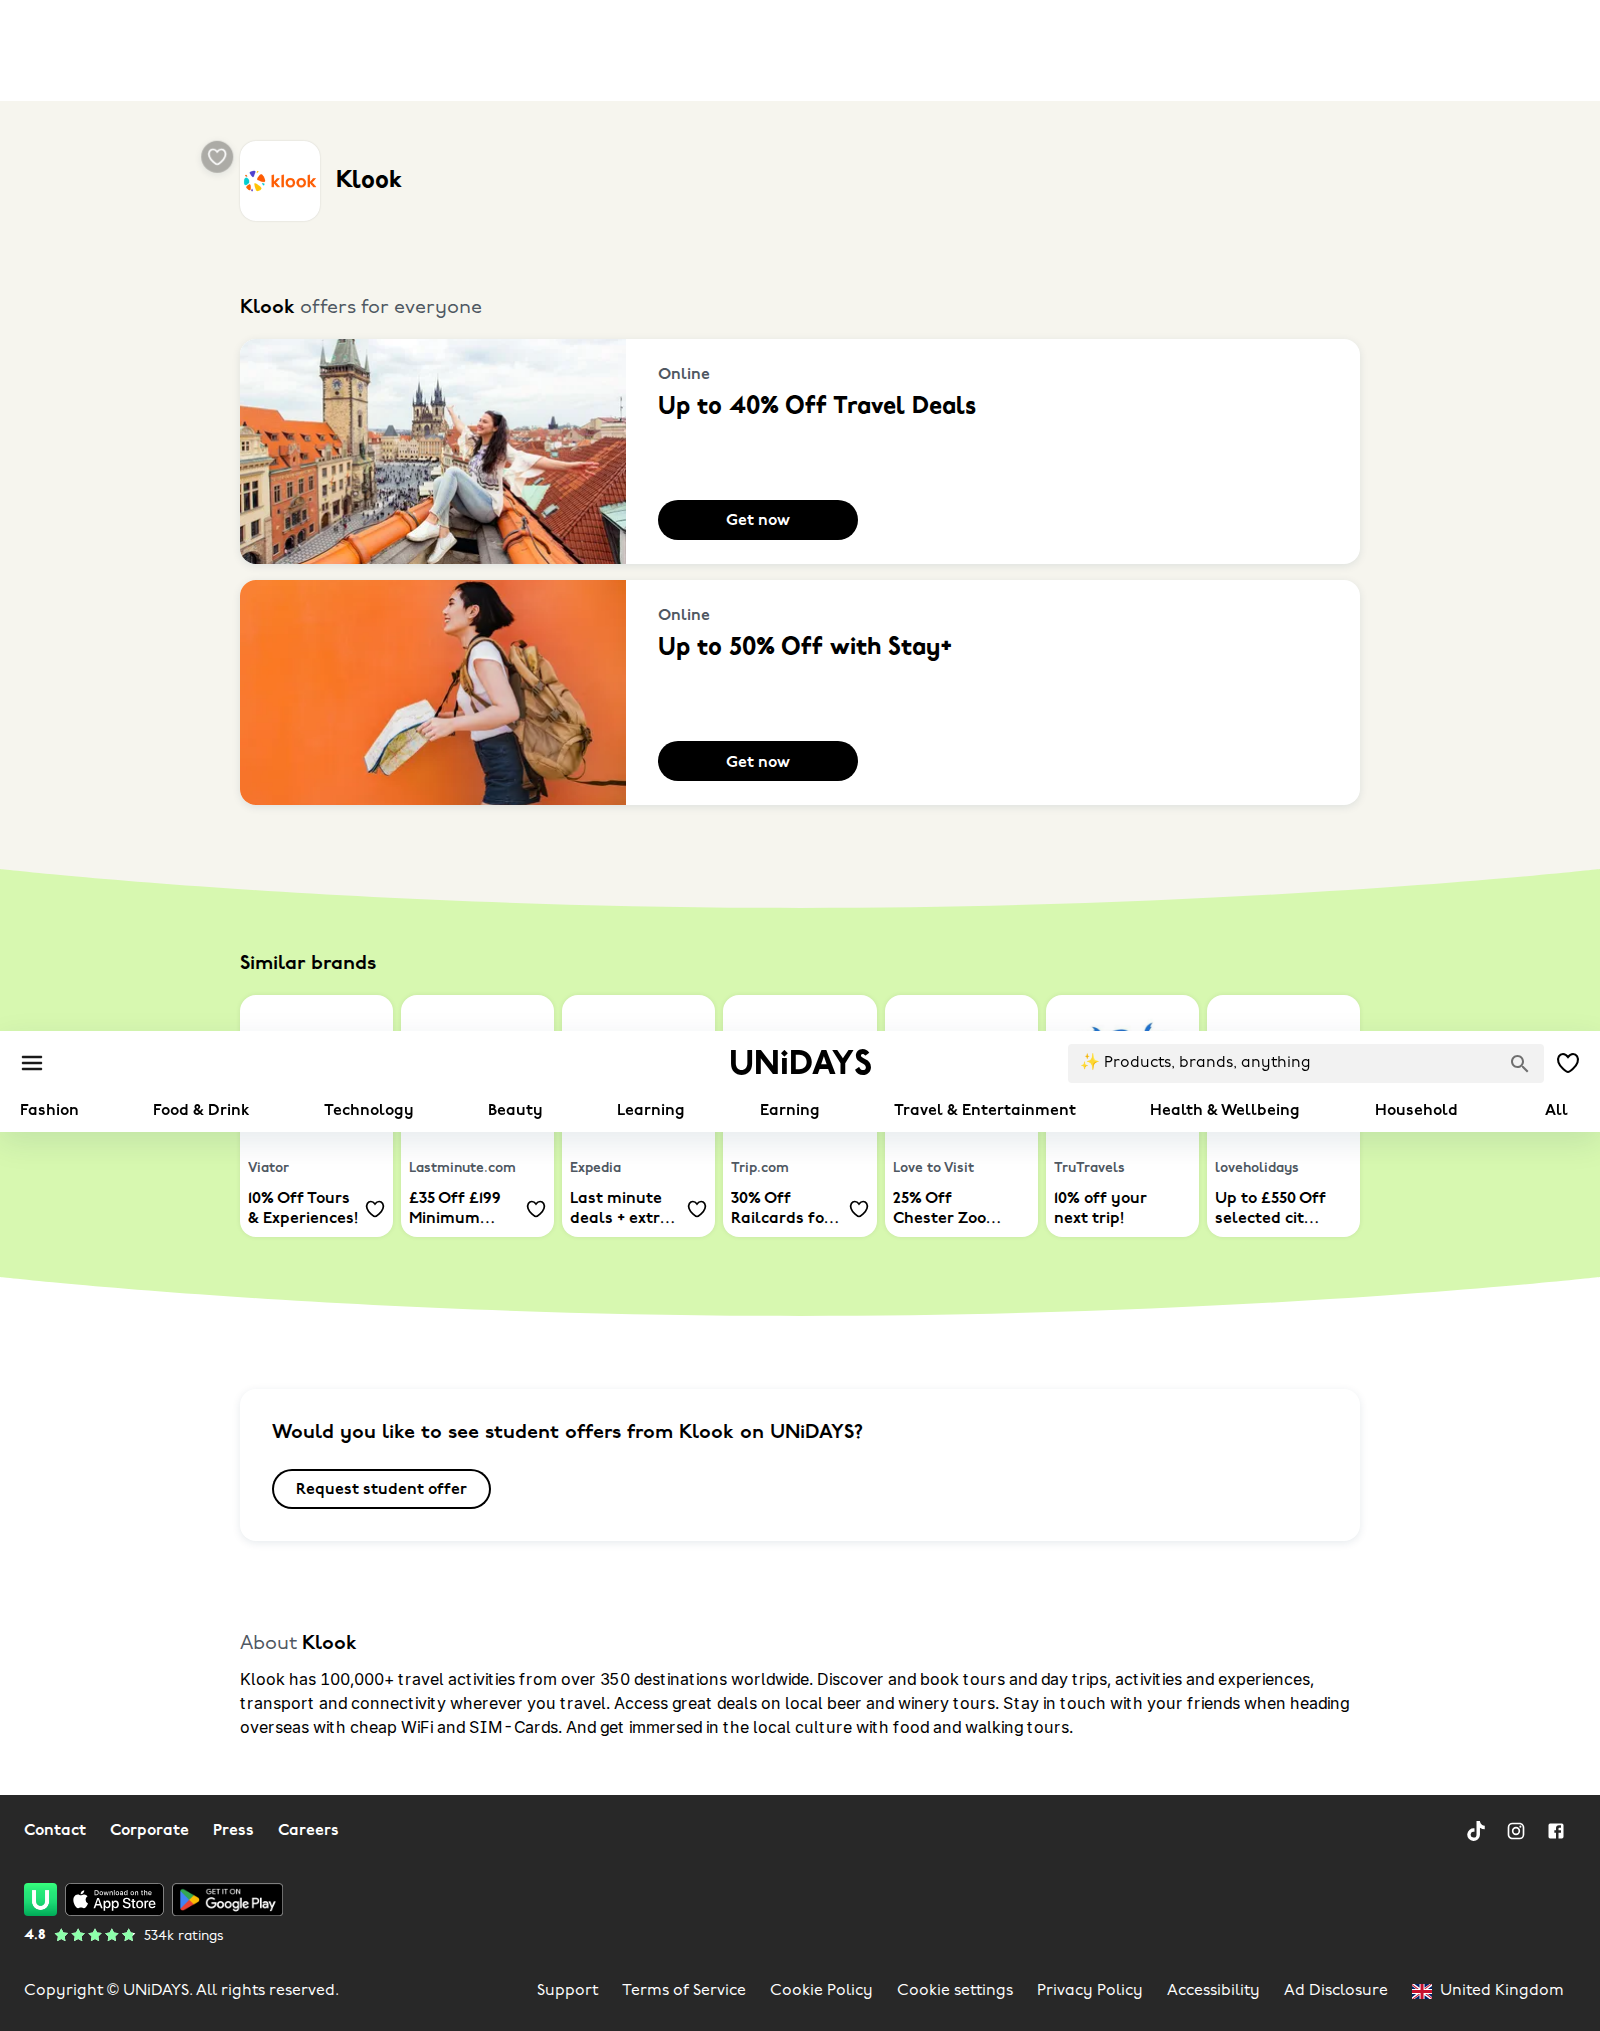 klook
Klook
Klook offers for everyone
Online
Up to 40% Off Travel Deals
Get now
Online
Up to 50% Off with Stay+
Get now
Similar brands
UNiDAYS
✨ Products, brands, anything
Fashion
Food & Drink
Technology
Beauty
Learning
Earning
Travel & Entertainment
Health & Wellbeing
Household
All
Viator
10% Off Tours
& Experiences!
Lastminute.com
£35 Off £199
Minimum...
Expedia
Last minute
deals + extr...
Trip.com
30% Off
Railcards fo...
Love to Visit
25% Off
Chester Zoo...
TruTravels
10% off your
next trip!
loveholidays
Up to £550 Off
selected cit...
Would you like to see student offers from Klook on UNiDAYS?
Request student offer
About Klook
Klook has 100,000+ travel activities from over 350 destinations worldwide. Discover and book tours and day trips, activities and experiences,
transport and connectivity wherever you travel. Access great deals on local beer and winery tours. Stay in touch with your friends when heading
overseas with cheap WiFi and SIM-Cards. And get immersed in the local culture with food and walking tours.
Contact
Corporate
Press
Careers
U
Download on the
App Store
GET IT ON
Google Play
4.8
534k ratings
Copyright © UNiDAYS. All rights reserved.
Support
Terms of Service
Cookie Policy
Cookie settings
Privacy Policy
Accessibility
Ad Disclosure
United Kingdom